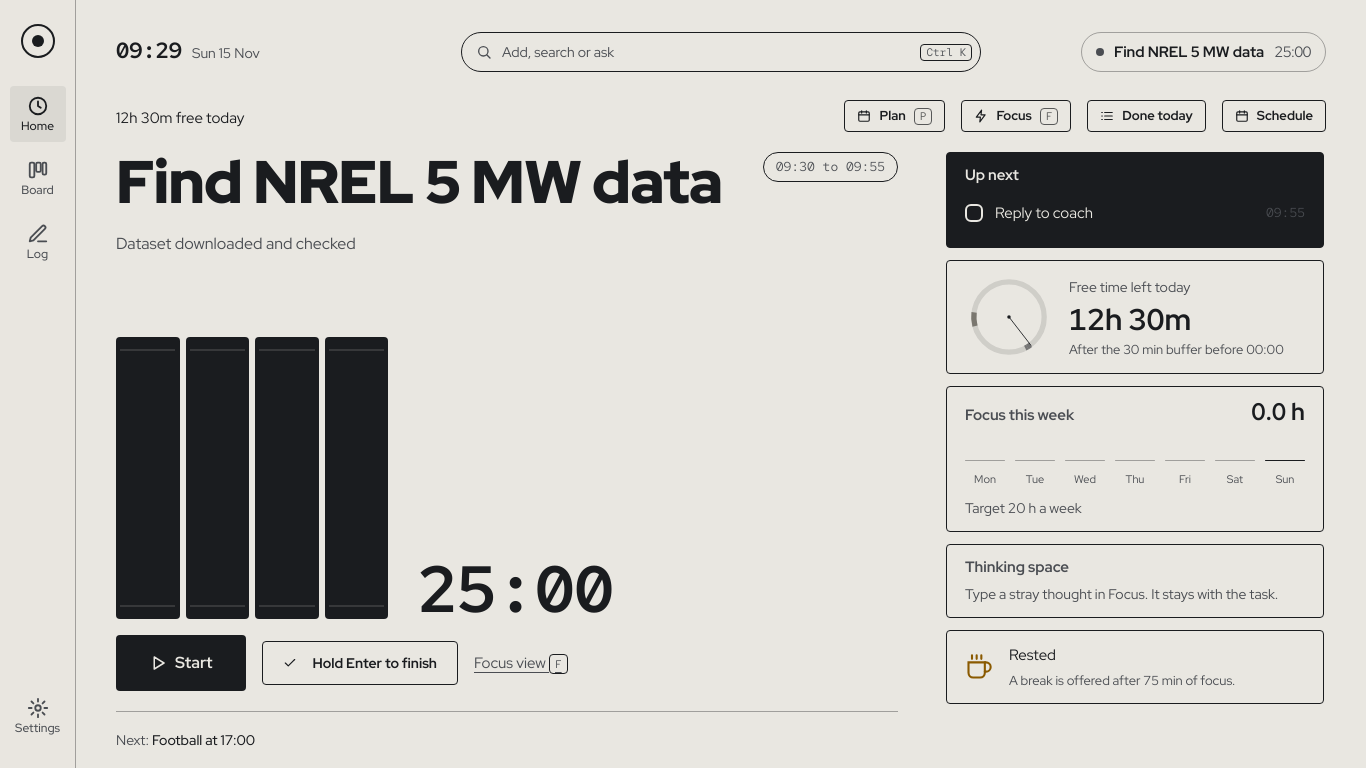 09:29 Sun 15 Nov
Add, search or ask Ctrl K
Find NREL 5 MW data 25:00
Home
Board
Log
Settings
12h 30m free today
Plan P
Focus F
Done today
Schedule
Find NREL 5 MW data
09:30 to 09:55
Dataset downloaded and checked
25:00
Start
Hold Enter to finish
Focus view F
Next: Football at 17:00
Up next
Reply to coach 09:55
Free time left today
12h 30m
After the 30 min buffer before 00:00
Focus this week 0.0 h
Mon Tue Wed Thu Fri Sat Sun
Target 20 h a week
Thinking space
Type a stray thought in Focus. It stays with the task.
Rested
A break is offered after 75 min of focus.